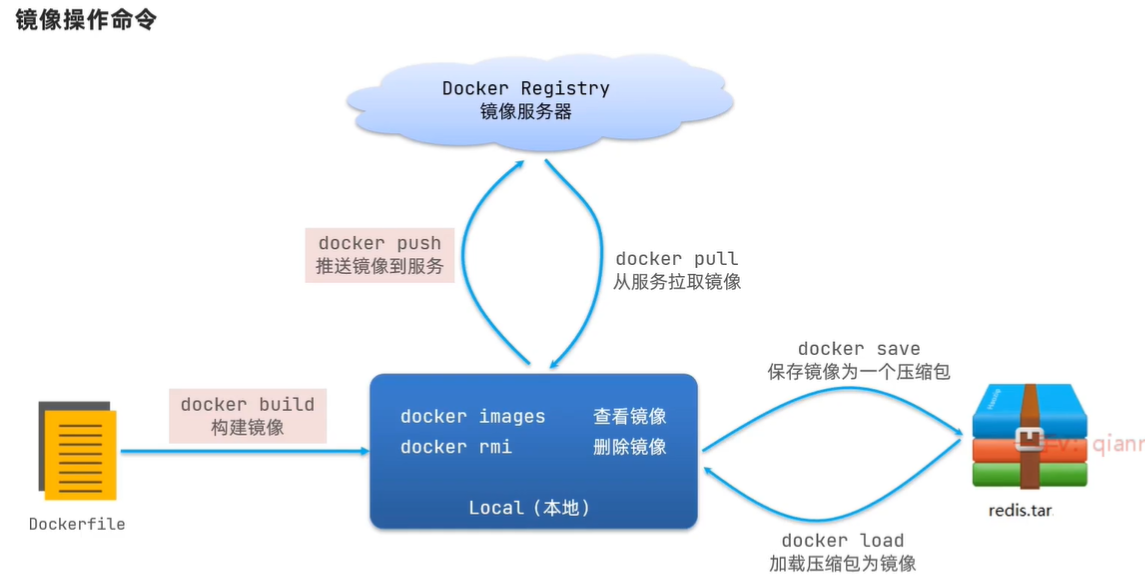 镜像操作命令
Docker Registry
镜像服务器
docker push
推送镜像到服务
docker pull
从服务拉取镜像
docker save
保存镜像为一个压缩包
docker build
构建镜像
docker images 查看镜像
docker rmi 删除镜像
Local（本地）
Dockerfile
redis.tar
docker load
加载压缩包为镜像